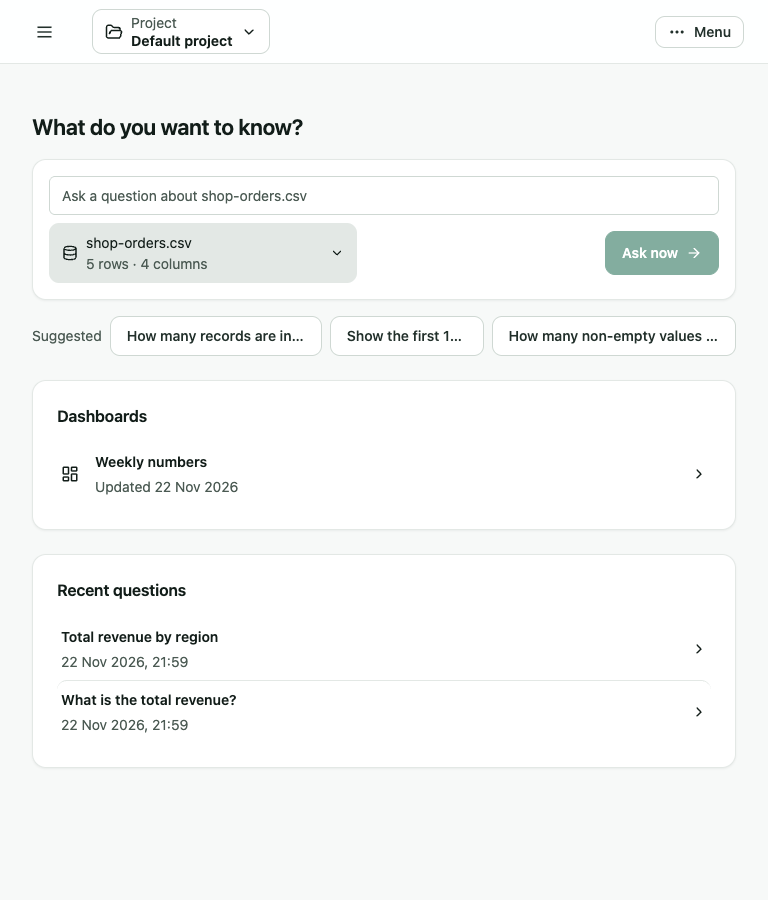 Project
Default project
Menu
What do you want to know?
Ask a question about shop-orders.csv
shop-orders.csv
5 rows · 4 columns
Ask now
Suggested
How many records are in...
Show the first 1...
How many non-empty values ...
Dashboards
Weekly numbers
Updated 22 Nov 2026
Recent questions
Total revenue by region
22 Nov 2026, 21:59
What is the total revenue?
22 Nov 2026, 21:59